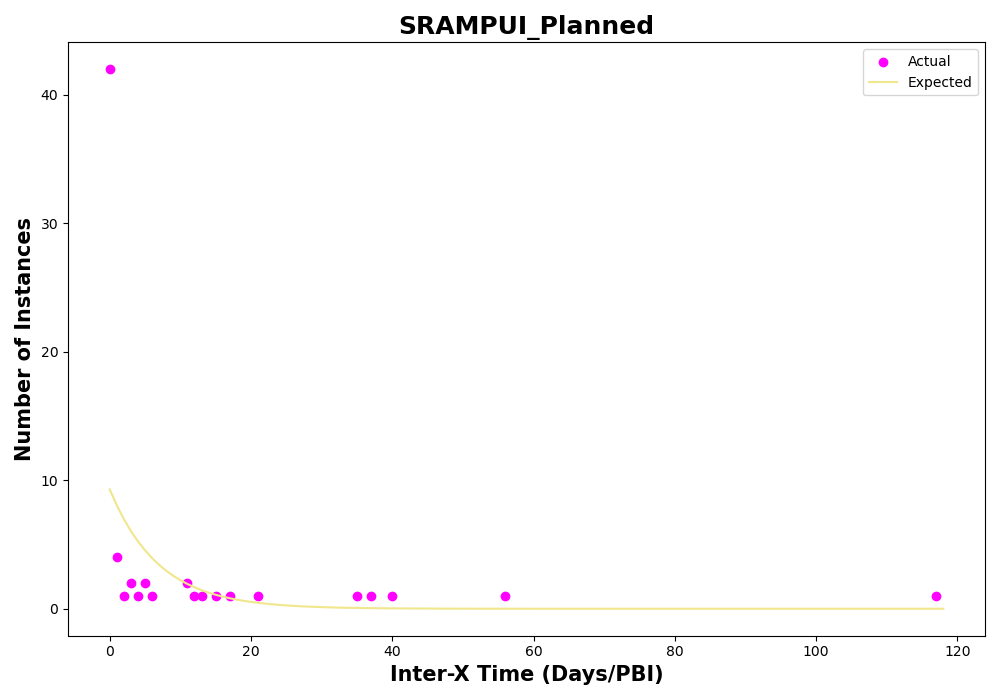 SRAMPUI_Planned
Actual
Expected
Number of Instances
40
30
20
10
0
0
20
40
60
80
100
120
Inter-X Time (Days/PBI)